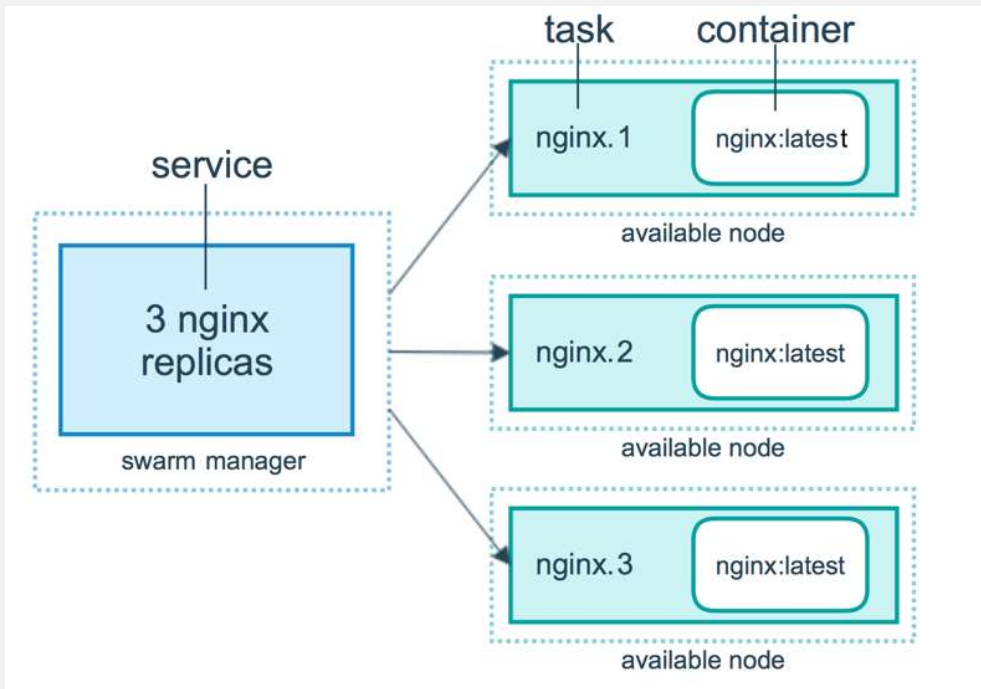 task
container
nginx.1
nginx:latest
available node
service
3 nginx
replicas
swarm manager
nginx.2
nginx:latest
available node
nginx.3
nginx:latest
available node